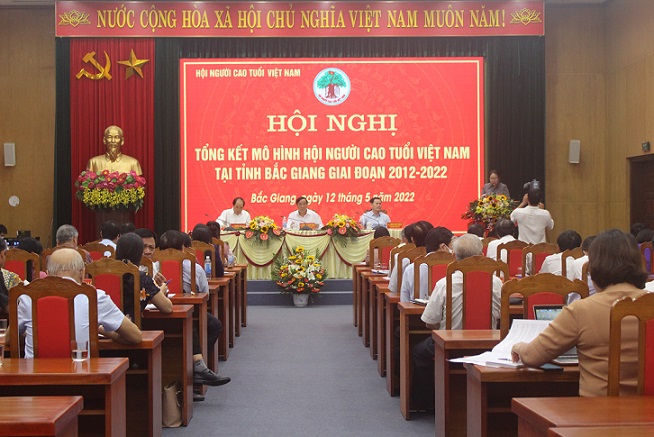 NƯỚC CỘNG HÒA XÃ HỘI CHỦ NGHĨA VIỆT NAM MUÔN NĂM!
HỘI NGƯỜI CAO TUỔI VIỆT NAM
HỘI NGHỊ
TỔNG KẾT MÔ HÌNH HỘI NGƯỜI CAO TUỔI VIỆT NAM
TẠI TỈNH BẮC GIANG GIAI ĐOẠN 2012-2022
Bắc Giang, ngày 12 tháng 5 năm 2022